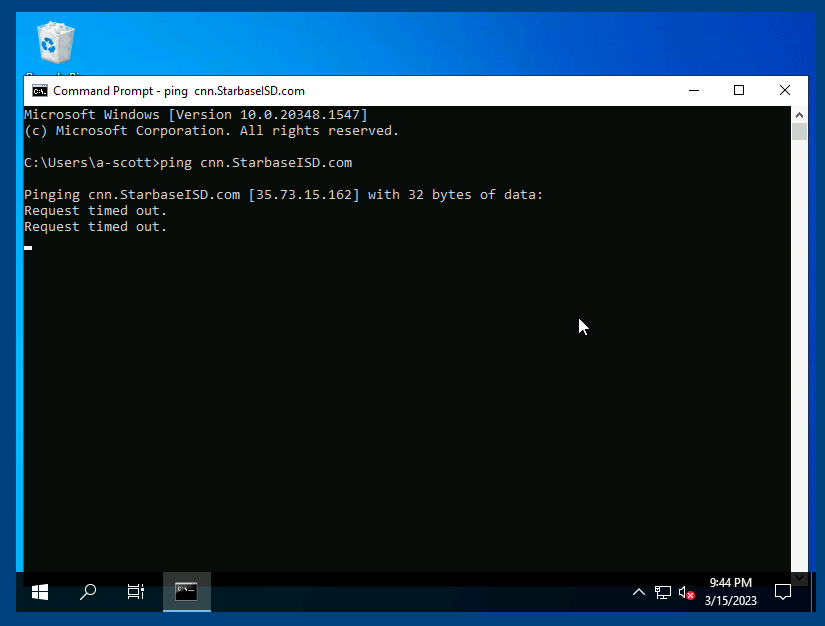 Command Prompt - ping  cnn.StarbaseISD.com
Microsoft Windows [Version 10.0.20348.1547]
(c) Microsoft Corporation. All rights reserved.
C:\Users\a-scott>ping cnn.StarbaseISD.com
Pinging cnn.StarbaseISD.com [35.73.15.162] with 32 bytes of data:
Request timed out.
Request timed out.
9:44 PM
3/15/2023